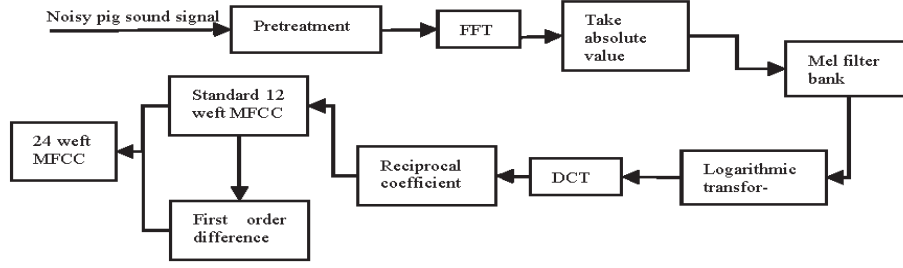 Noisy pig sound signal
Pretreatment
FFT
Take
absolute
value
Mel filter
bank
Standard 12
weft MFCC
24 weft
MFCC
Reciprocal
coefficient
DCT
Logarithmic
transfor-
First order
difference